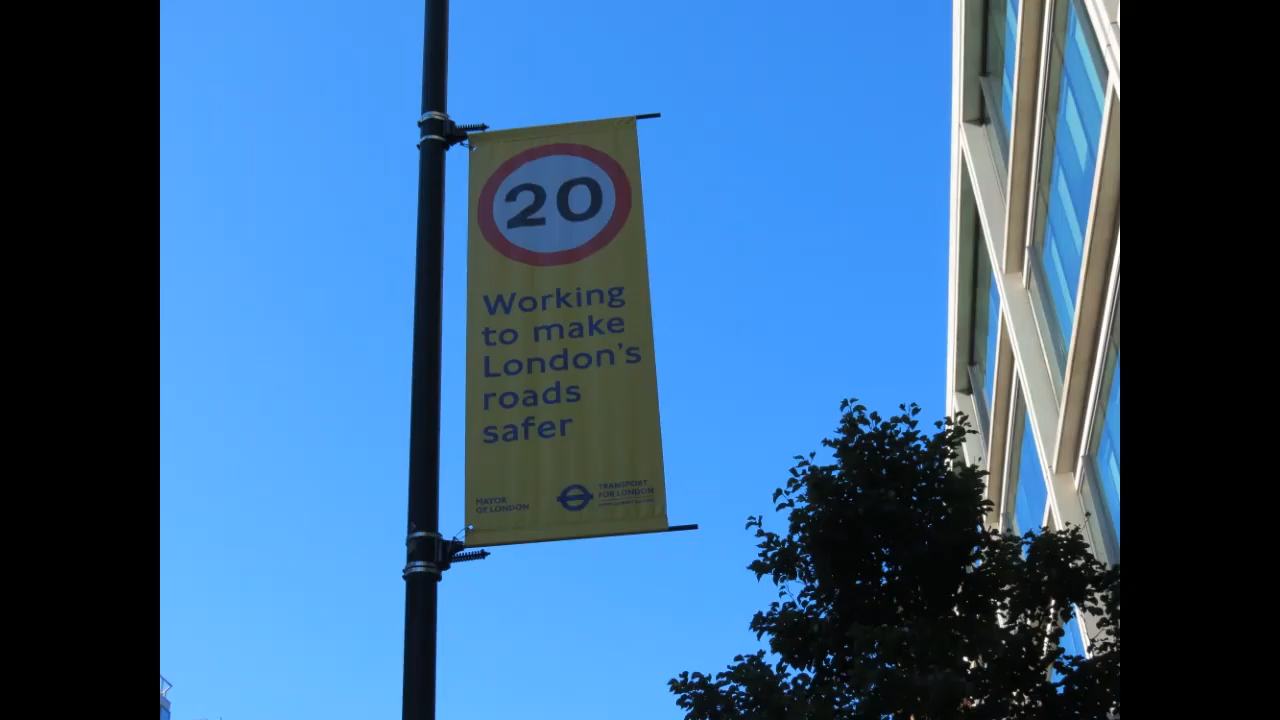 20
Working
to make
London's
roads
safer
MAYOR
OF LONDON
TRANSPORT
FOR LONDON